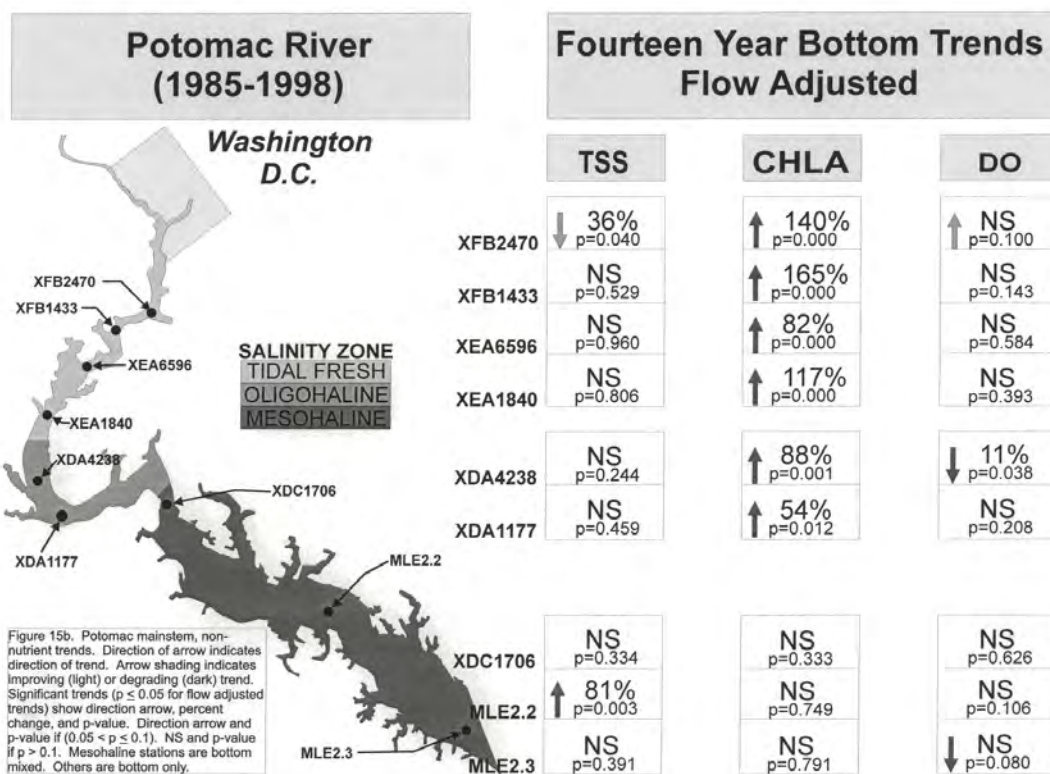 Potomac River
(1985-1998)
Fourteen Year Bottom Trends
Flow Adjusted
Washington
D.C.
XFB2470
XFB1433
XEA6596
XEA1840
XDA4238
XDC1706
XDA1177
MLE2.2
MLE2.3
SALINITY ZONE
TIDAL FRESH
OLIGOHALINE
MESOHALINE
TSS CHLA DO
XFB2470 36% 140% NS
p=0.040 p=0.000 p=0.100
XFB1433 NS 165% NS
p=0.529 p=0.000 p=0.143
XEA6596 NS 82% NS
p=0.960 p=0.000 p=0.584
XEA1840 NS 117% NS
p=0.806 p=0.000 p=0.393
XDA4238 NS 88% 11%
p=0.244 p=0.001 p=0.038
XDA1177 NS 54% NS
p=0.459 p=0.012 p=0.208
XDC1706 NS NS NS
p=0.334 p=0.333 p=0.626
MLE2.2 81% NS NS
p=0.003 p=0.749 p=0.106
MLE2.3 NS NS NS
p=0.391 p=0.791 p=0.080
Figure 15b. Potomac mainstem, non-
nutrient trends. Direction of arrow indicates
direction of trend. Arrow shading indicates
improving (light) or degrading (dark) trend.
Significant trends (p ≤ 0.05 for flow adjusted
trends) show direction arrow, percent
change, and p-value. Direction arrow and
p-value if (0.05 < p ≤ 0.1). NS and p-value
if p > 0.1. Mesohaline stations are bottom
mixed. Others are bottom only.